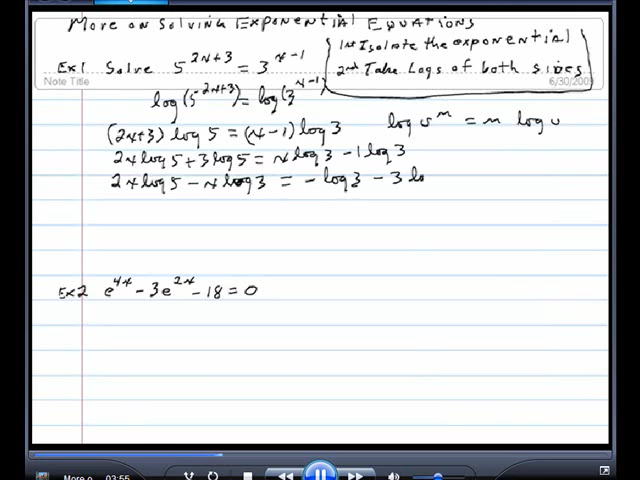 More on Solving Exponential Equations
1st Isolate the exponential
Ex1 Solve 5^{2x+3} = 3^{x-1}
2nd Take Logs of both sides
Note Title
6/30/2009
log(5^{2x+3}) = log(3^{x-1})
(2x+3) log 5 = (x-1) log 3
log v^n = n log v
2x log 5 + 3 log 5 = x log 3 - 1 log 3
2x log 5 - x log 3 = - log 3 - 3 lo
Ex2 e^{4x} - 3e^{2x} - 18 = 0
More o
03:55